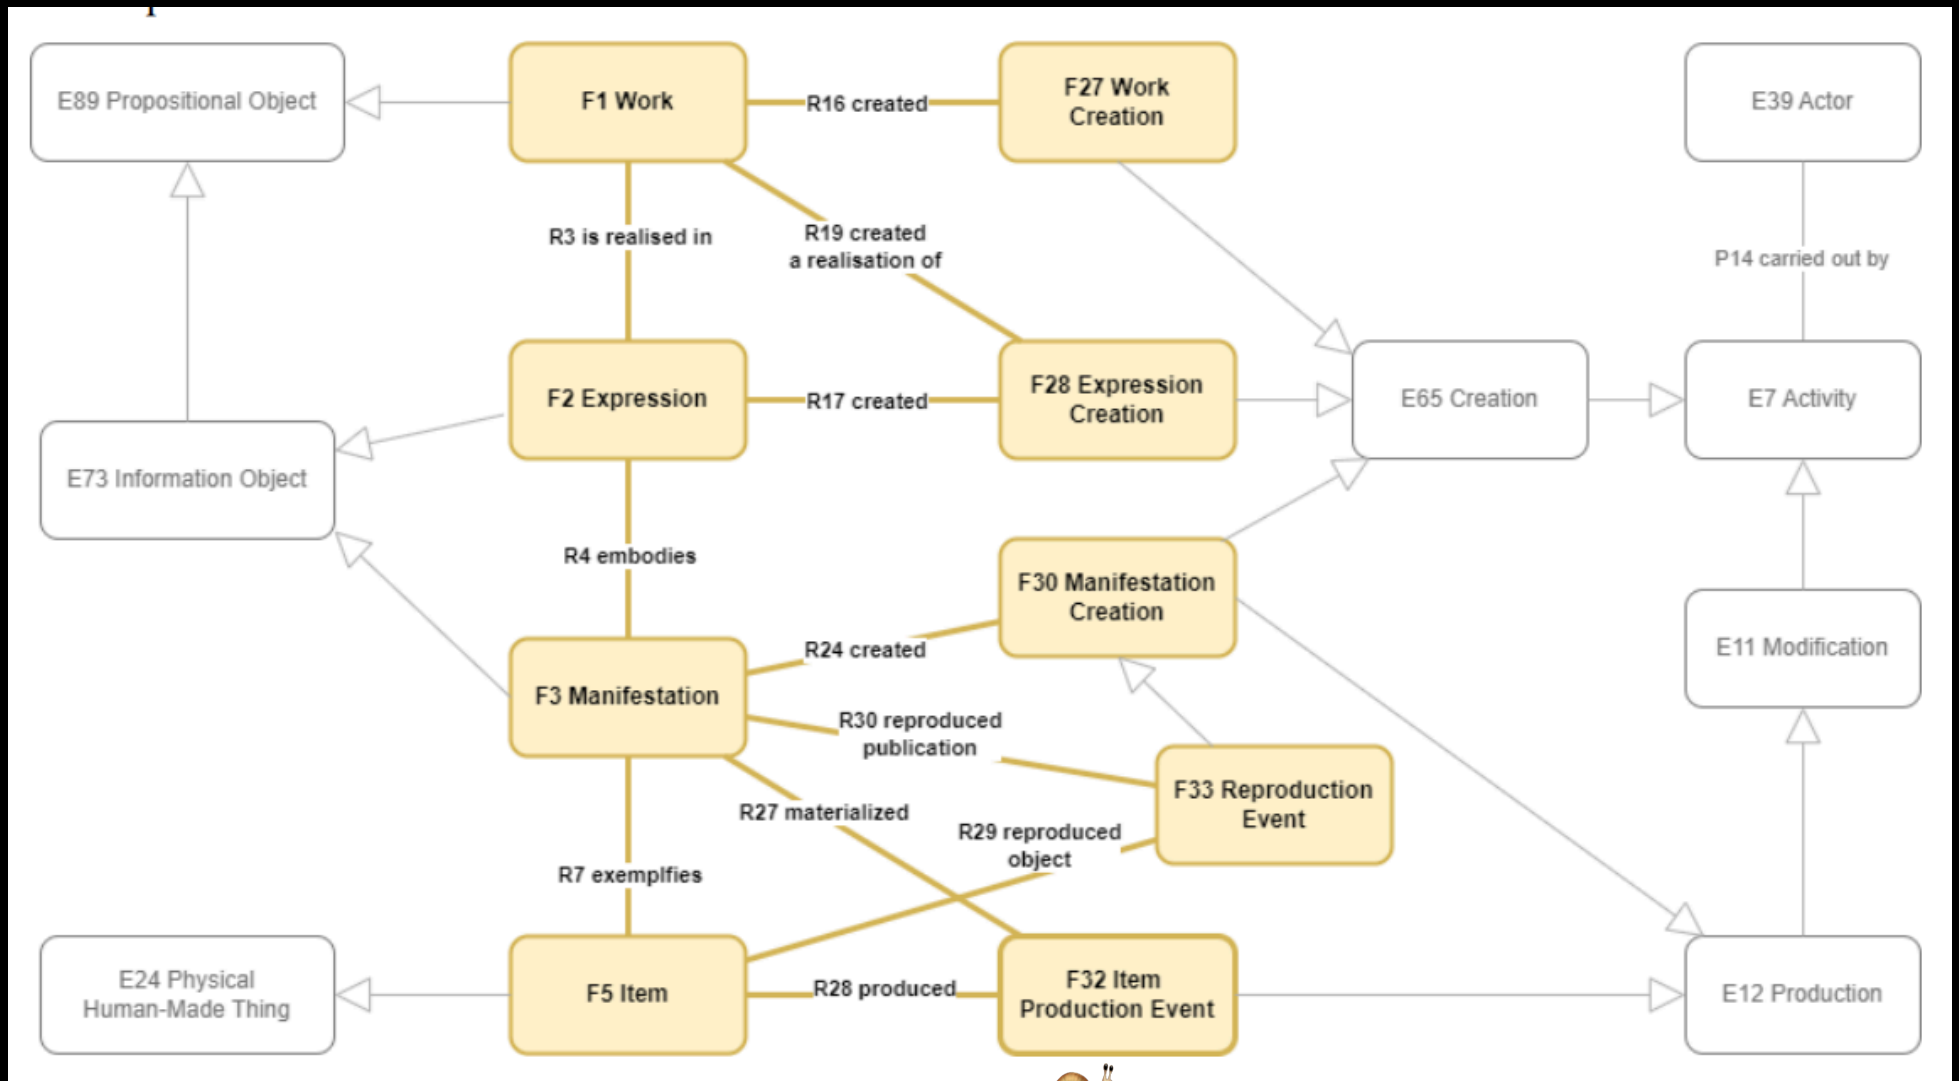 E89 Propositional Object
F1 Work
R16 created
F27 Work
Creation
E39 Actor
R3 is realised in
R19 created
a realisation of
P14 carried out by
F2 Expression
R17 created
F28 Expression
Creation
E65 Creation
E7 Activity
E73 Information Object
R4 embodies
F30 Manifestation
Creation
R24 created
E11 Modification
F3 Manifestation
R30 reproduced
publication
F33 Reproduction
Event
R27 materialized
R29 reproduced
object
R7 exemplfies
E24 Physical
Human-Made Thing
F5 Item
R28 produced
F32 Item
Production Event
E12 Production